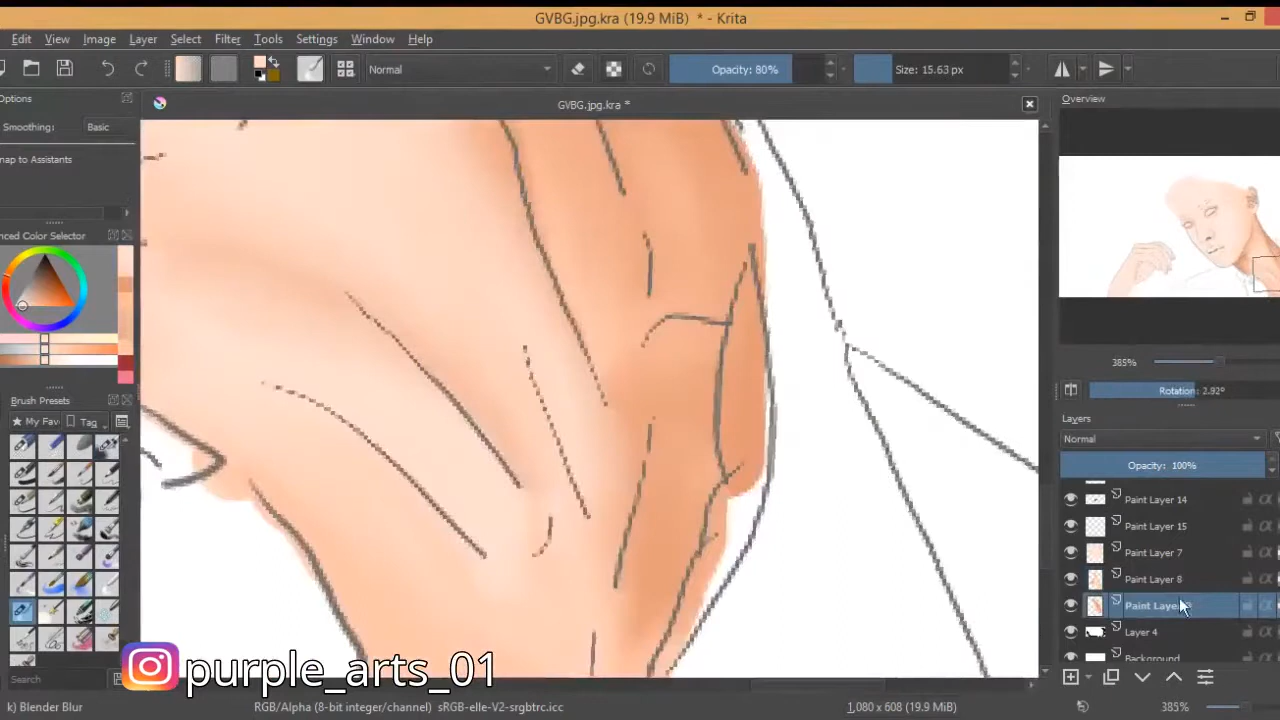 GVBG.jpg.kra (19.9 MiB) * - Krita
Edit View Image Layer Select Filter Tools Settings Window Help
Normal Opacity: 80% Size: 15.63 px
Options GVBG.jpg.kra * Overview
Smoothing: Basic
nap to Assistants
nced Color Selector
385%
Rotation: 2.92°
Brush Presets Layers
My Fav Tag Normal
Opacity: 100%
Paint Layer 14
Paint Layer 15
Paint Layer 7
Paint Layer 8
Paint Laye
Layer 4
Background
purple_arts_01
Search
k) Blender Blur RGB/Alpha (8-bit integer/channel) sRGB-elle-V2-srgbtrc.icc 1,080 x 608 (19.9 MiB) 385%